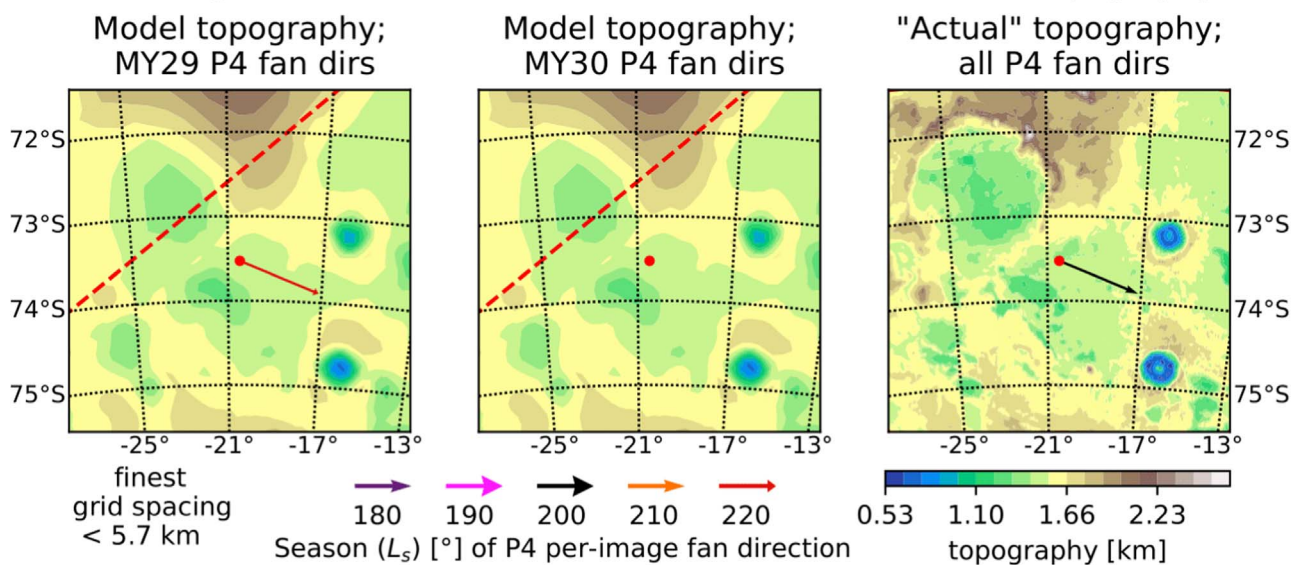 Model topography;
MY29 P4 fan dirs
Model topography;
MY30 P4 fan dirs
"Actual" topography;
all P4 fan dirs
72°S
73°S
74°S
75°S
72°S
73°S
74°S
75°S
-25° -21° -17° -13°
-25° -21° -17° -13°
-25° -21° -17° -13°
finest
grid spacing
< 5.7 km
180 190 200 210 220
Season (Ls) [°] of P4 per-image fan direction
0.53 1.10 1.66 2.23
topography [km]